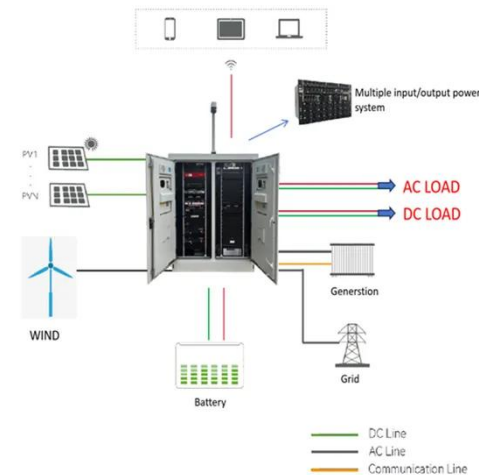 Multiple input/output power
system
PV1
PVN
AC LOAD
DC LOAD
WIND
Generstion
Grid
Battery
DC Line
AC Line
Communication Line